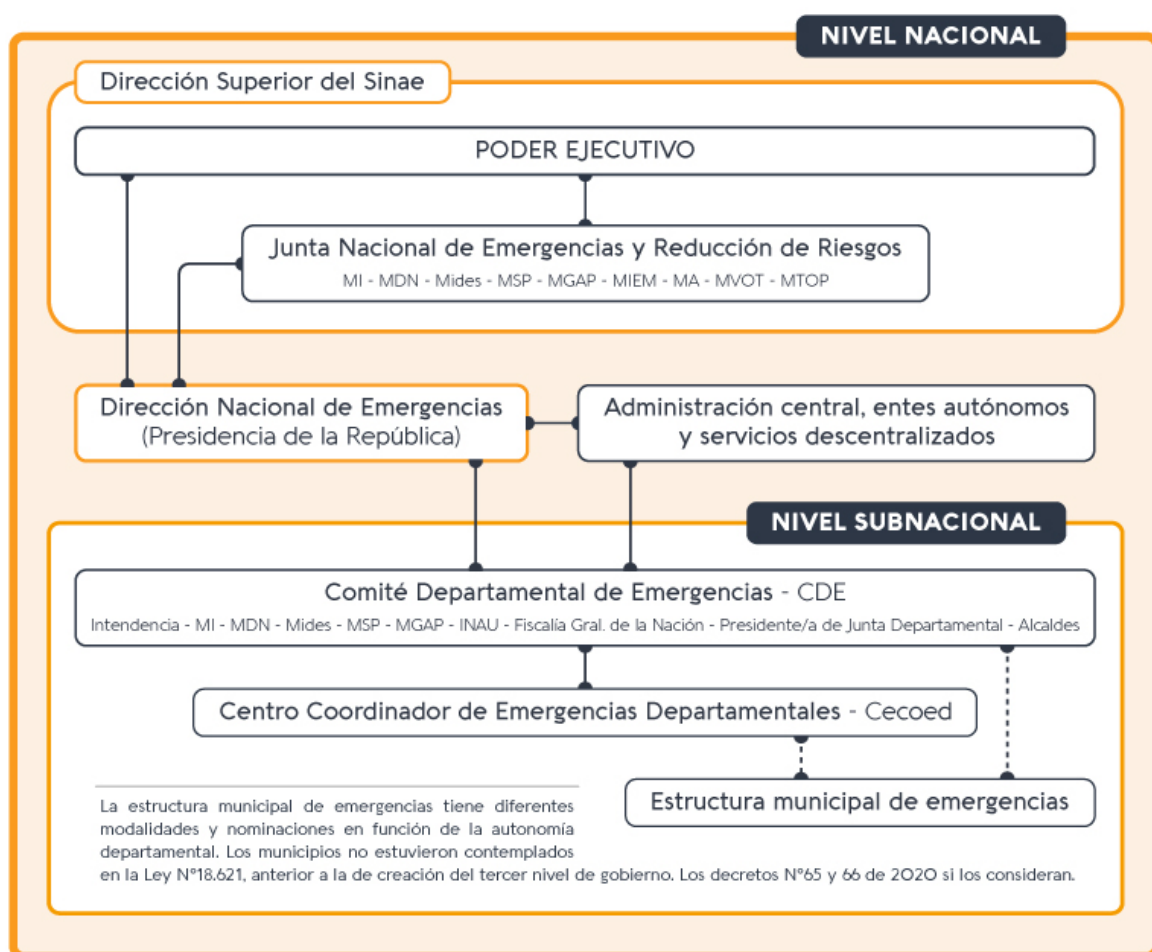 NIVEL NACIONAL
Dirección Superior del Sinae
PODER EJECUTIVO
Junta Nacional de Emergencias y Reducción de Riesgos
MI - MDN - Mides - MSP - MGAP - MIEM - MA - MVOT - MTOP
Dirección Nacional de Emergencias
(Presidencia de la República)
Administración central, entes autónomos
y servicios descentralizados
NIVEL SUBNACIONAL
Comité Departamental de Emergencias - CDE
Intendencia - MI - MDN - Mides - MSP - MGAP - INAU - Fiscalía Gral. de la Nación - Presidente/a de Junta Departamental - Alcaldes
Centro Coordinador de Emergencias Departamentales - Cecoed
Estructura municipal de emergencias
La estructura municipal de emergencias tiene diferentes
modalidades y nominaciones en función de la autonomía
departamental. Los municipios no estuvieron contemplados
en la Ley N°18.621, anterior a la de creación del tercer nivel de gobierno. Los decretos N°65 y 66 de 2020 si los consideran.